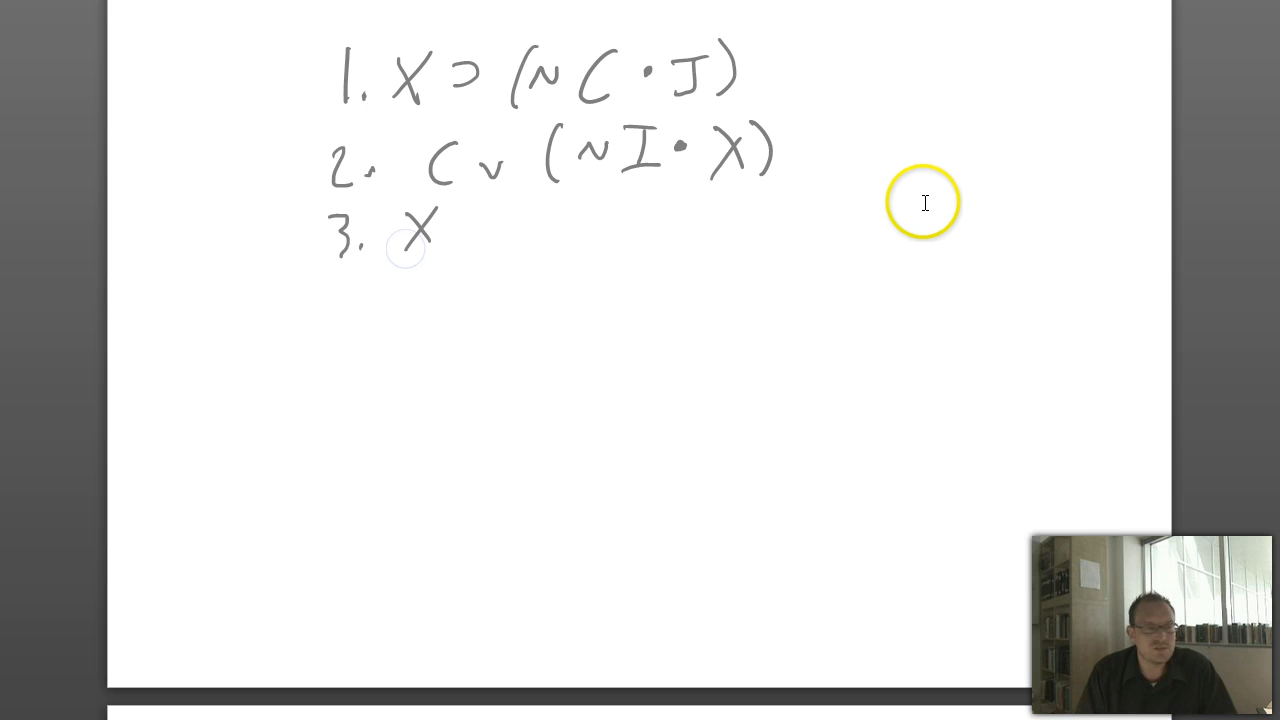 1. X ⊃ (~ C • J)
2. C v (~ I • X)
3. X